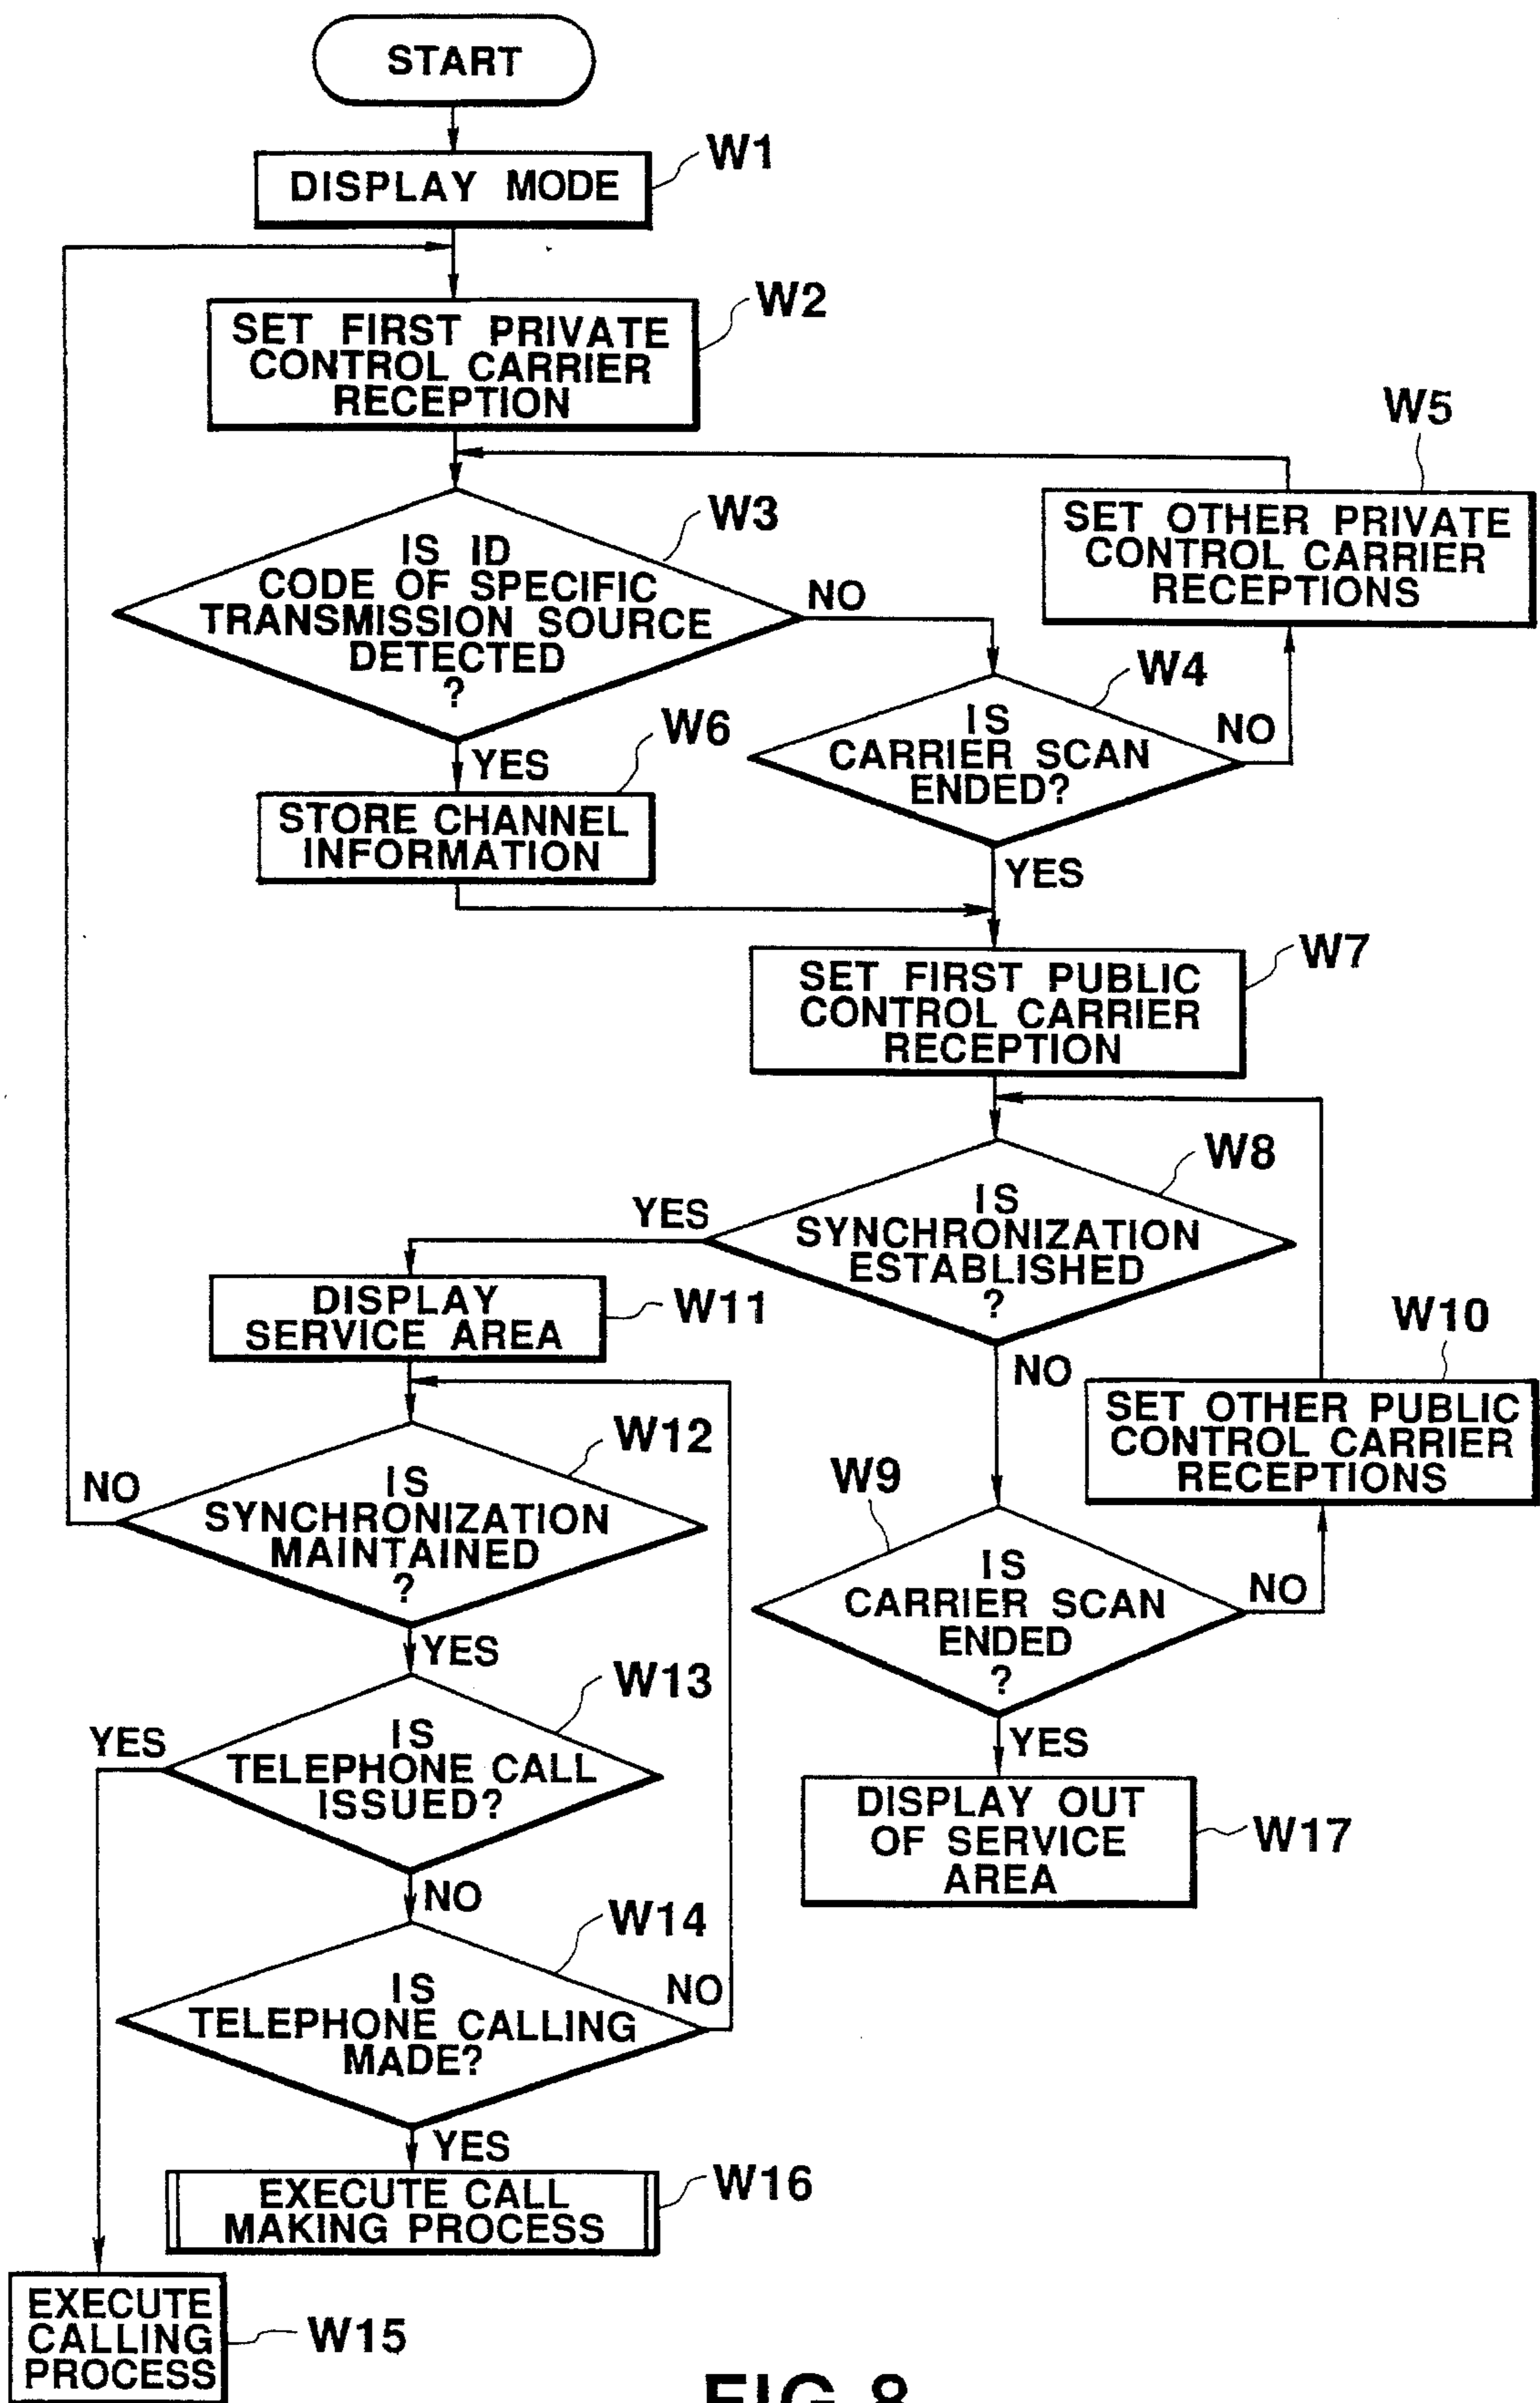 START
W1
DISPLAY MODE
W2
SET FIRST PRIVATE
CONTROL CARRIER
RECEPTION
W5
SET OTHER PRIVATE
CONTROL CARRIER
RECEPTIONS
W3
IS ID
CODE OF SPECIFIC
TRANSMISSION SOURCE
DETECTED
?
NO
W4
IS
CARRIER SCAN
ENDED?
NO
YES
W6
STORE CHANNEL
INFORMATION
YES
W7
SET FIRST PUBLIC
CONTROL CARRIER
RECEPTION
W8
IS
SYNCHRONIZATION
ESTABLISHED
?
YES
NO
W11
DISPLAY
SERVICE AREA
W10
SET OTHER PUBLIC
CONTROL CARRIER
RECEPTIONS
W12
IS
SYNCHRONIZATION
MAINTAINED
?
NO
YES
W9
IS
CARRIER SCAN
ENDED
?
NO
YES
W13
IS
TELEPHONE CALL
ISSUED?
YES
NO
DISPLAY OUT
OF SERVICE
AREA
W17
W14
IS
TELEPHONE CALLING
MADE?
NO
YES
EXECUTE CALL
MAKING PROCESS
W16
EXECUTE
CALLING
PROCESS
W15
FIG.8